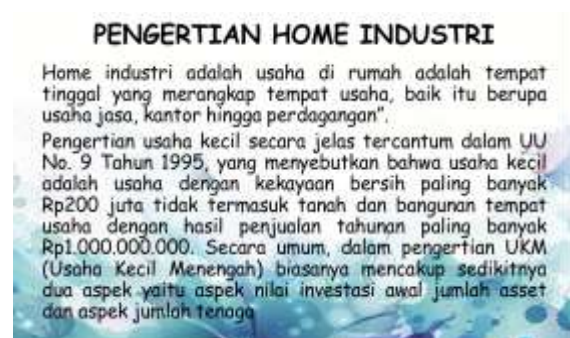 PENGERTIAN HOME INDUSTRI
Home industri adalah usaha di rumah adalah tempat
tinggal yang merangkap tempat usaha, baik itu berupa
usaha jasa, kantor hingga perdagangan”.
Pengertian usaha kecil secara jelas tercantum dalam UU
No. 9 Tahun 1995, yang menyebutkan bahwa usaha kecil
adalah usaha dengan kekayaan bersih paling banyak
Rp200 juta tidak termasuk tanah dan bangunan tempat
usaha dengan hasil penjualan tahunan paling banyak
Rp1.000.000.000. Secara umum, dalam pengertian UKM
(Usaha Kecil Menengah) biasanya mencakup sedikitnya
dua aspek yaitu aspek nilai investasi awal jumlah asset
dan aspek jumlah tenaga